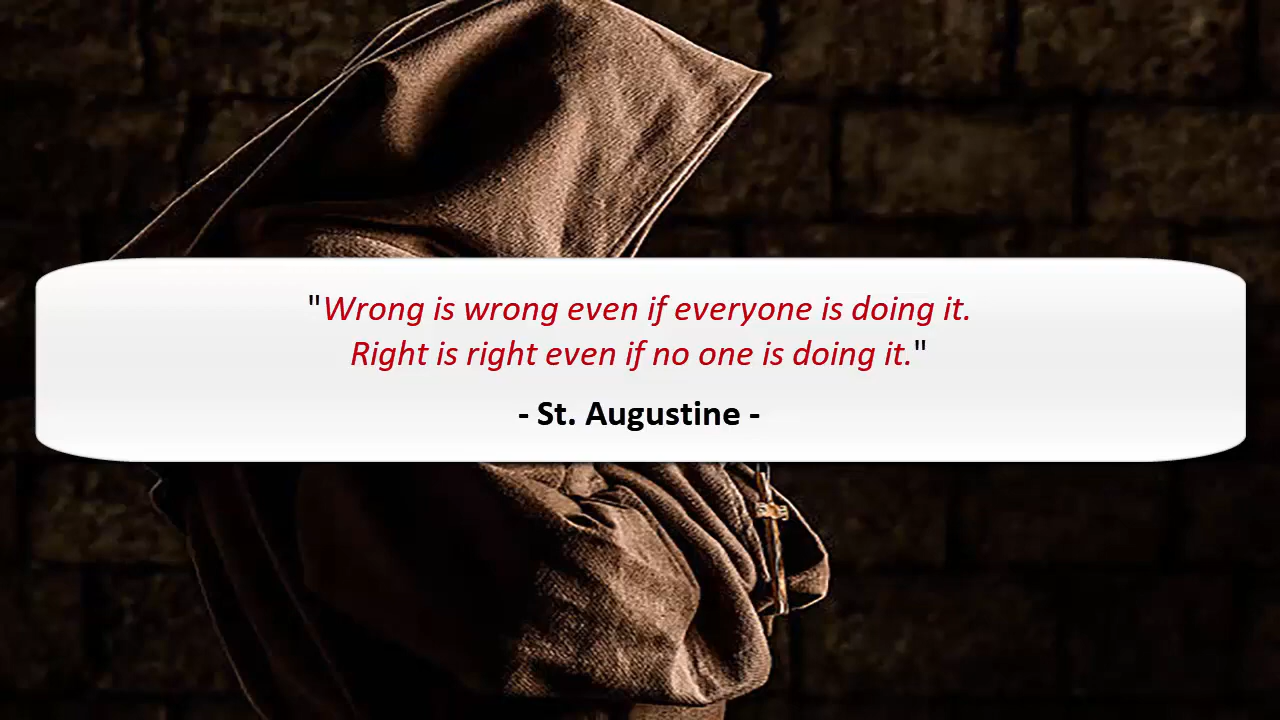 "Wrong is wrong even if everyone is doing it.
Right is right even if no one is doing it."
- St. Augustine -